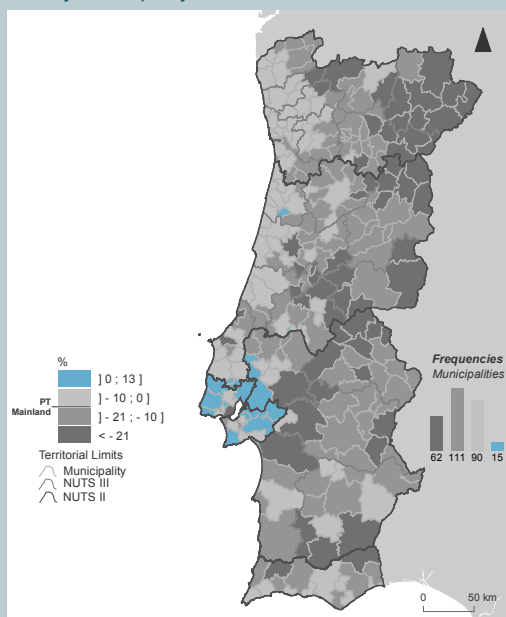 %
] 0 ; 13 ]
] - 10 ; 0 ]
] - 21 ; - 10 ]
< - 21
PT
Mainland
Territorial Limits
Municipality
NUTS III
NUTS II
Frequencies
Municipalities
62 111 90 15
0 50 km